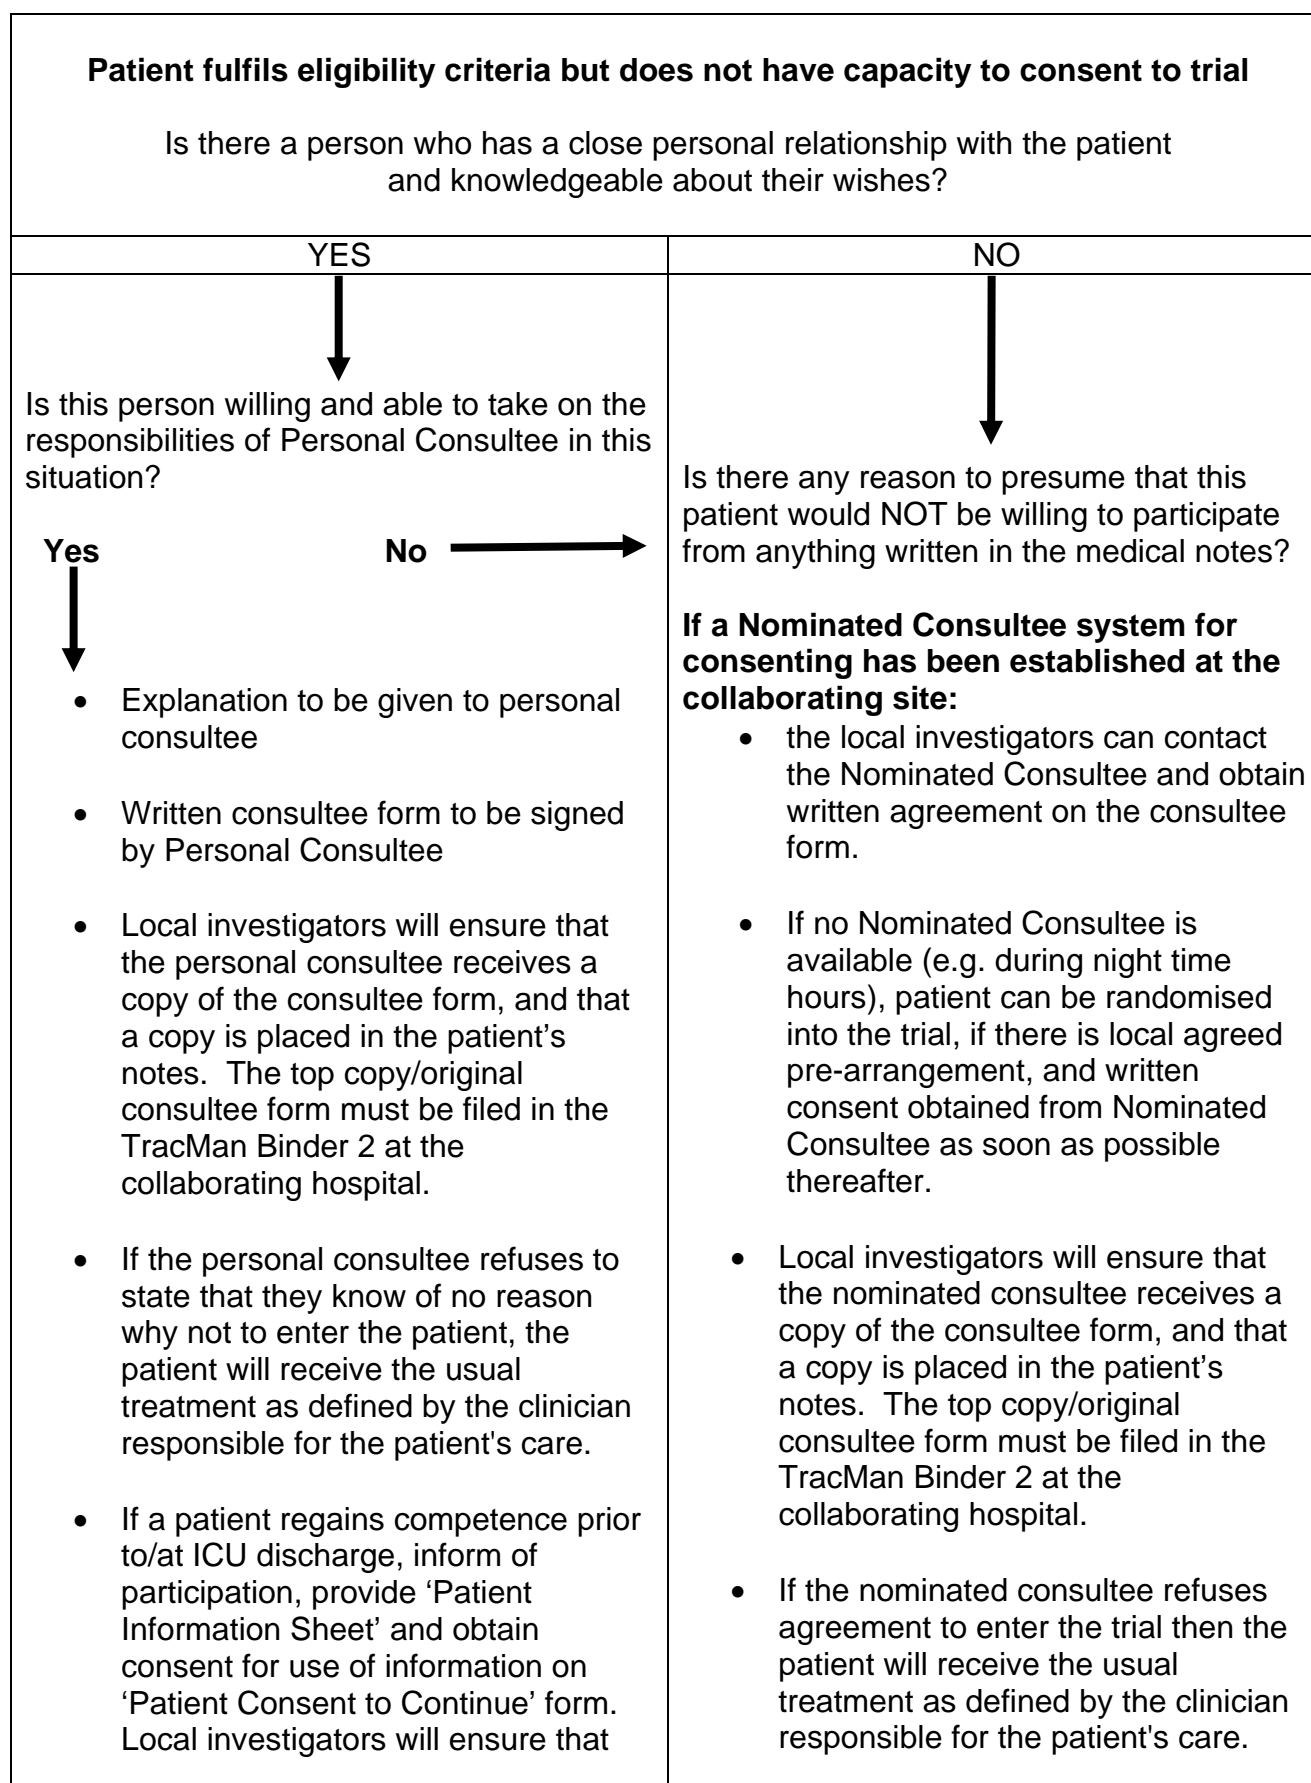 Patient fulfils eligibility criteria but does not have capacity to consent to trial
Is there a person who has a close personal relationship with the patient
and knowledgeable about their wishes?
YES
NO
Is this person willing and able to take on the
responsibilities of Personal Consultee in this
situation?
Yes
No
• Explanation to be given to personal
consultee
• Written consultee form to be signed
by Personal Consultee
• Local investigators will ensure that
the personal consultee receives a
copy of the consultee form, and that
a copy is placed in the patient’s
notes.  The top copy/original
consultee form must be filed in the
TracMan Binder 2 at the
collaborating hospital.
• If the personal consultee refuses to
state that they know of no reason
why not to enter the patient, the
patient will receive the usual
treatment as defined by the clinician
responsible for the patient's care.
• If a patient regains competence prior
to/at ICU discharge, inform of
participation, provide ‘Patient
Information Sheet’ and obtain
consent for use of information on
‘Patient Consent to Continue’ form.
Local investigators will ensure that
Is there any reason to presume that this
patient would NOT be willing to participate
from anything written in the medical notes?
If a Nominated Consultee system for
consenting has been established at the
collaborating site:
• the local investigators can contact
the Nominated Consultee and obtain
written agreement on the consultee
form.
• If no Nominated Consultee is
available (e.g. during night time
hours), patient can be randomised
into the trial, if there is local agreed
pre-arrangement, and written
consent obtained from Nominated
Consultee as soon as possible
thereafter.
• Local investigators will ensure that
the nominated consultee receives a
copy of the consultee form, and that
a copy is placed in the patient’s
notes.  The top copy/original
consultee form must be filed in the
TracMan Binder 2 at the
collaborating hospital.
• If the nominated consultee refuses
agreement to enter the trial then the
patient will receive the usual
treatment as defined by the clinician
responsible for the patient's care.